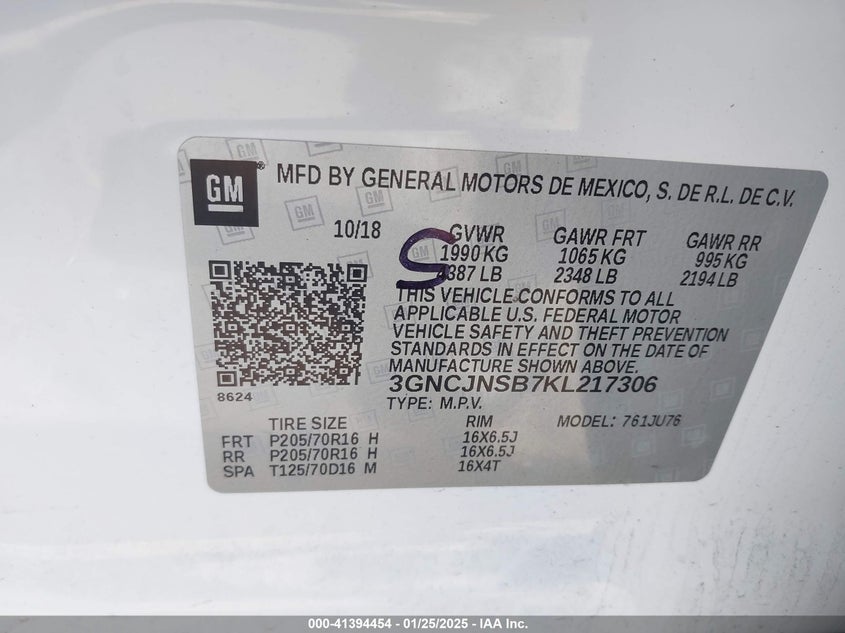 GM® MFD BY GENERAL MOTORS DE MEXICO, S. DE R.L. DE C.V.
10/18 GVWR GAWR FRT GAWR RR
1990 KG 1065 KG 995 KG
4387 LB 2348 LB 2194 LB
S
THIS VEHICLE CONFORMS TO ALL
APPLICABLE U.S. FEDERAL MOTOR
VEHICLE SAFETY AND THEFT PREVENTION
STANDARDS IN EFFECT ON THE DATE OF
MANUFACTURE SHOWN ABOVE.
3GNCJNSB7KL217306
8624
TYPE: M.P.V. MODEL: 761JU76
TIRE SIZE RIM
FRT P205/70R16 H 16X6.5J
RR P205/70R16 H 16X6.5J
SPA T125/70D16 M 16X4T
000-41394454 - 01/25/2025 - IAA Inc.